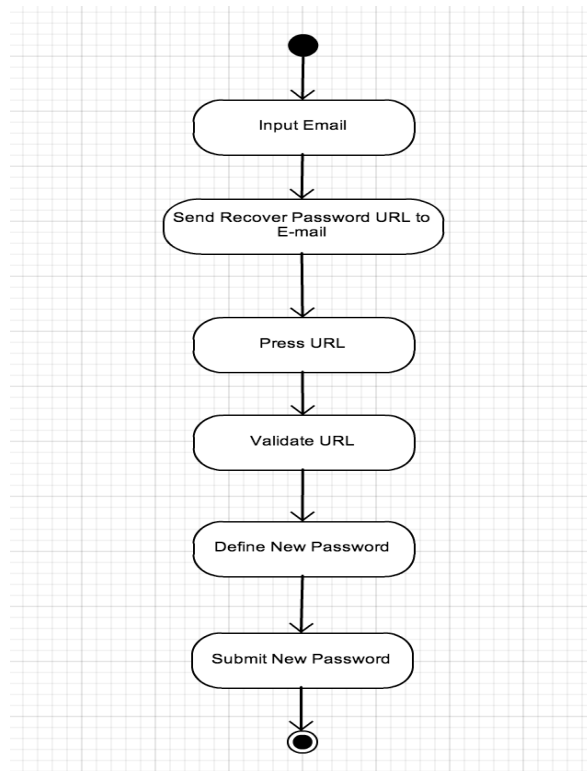 Input Email
Send Recover Password URL to
E-mail
Press URL
Validate URL
Define New Password
Submit New Password